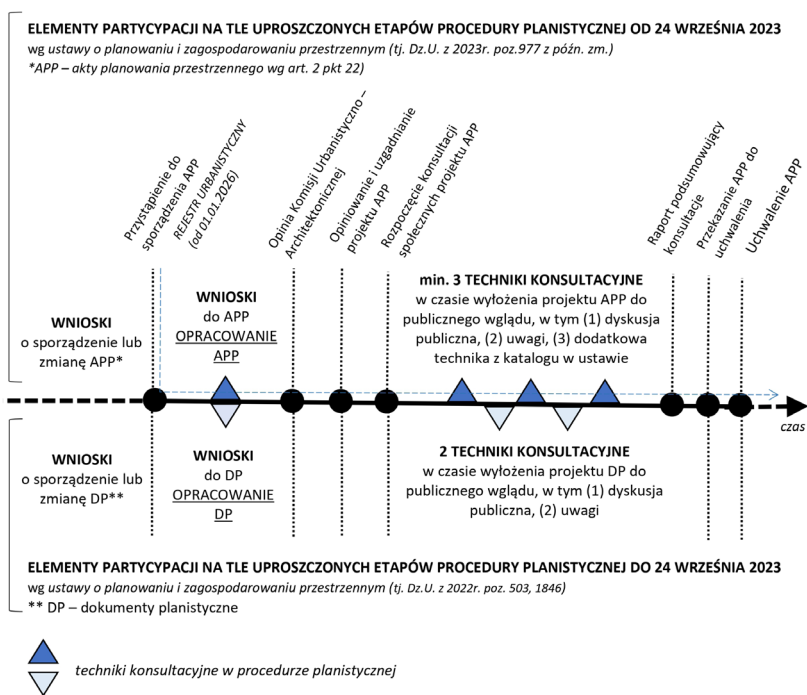 ELEMENTY PARTYCYPACJI NA TLE UPROSZCZONYCH ETAPÓW PROCEDURY PLANISTYCZNEJ OD 24 WRZEŚNIA 2023
wg ustawy o planowaniu i zagospodarowaniu przestrzennym (tj. Dz.U. z 2023r. poz.977 z późn. zm.)
*APP – akty planowania przestrzennego wg art. 2 pkt 22)
Przystąpienie do
sporządzenia APP
REJESTR URBANISTYCZNY
(od 01.01.2026)
Opinia Komisji Urbanistyczno –
Architektonicznej
Opiniowanie i uzgadnianie
projektu APP
Rozpoczęcie konsultacji
społecznych projektu APP
Raport podsumowujący
konsultacje
Przekazanie APP do
uchwalenia
Uchwalenie APP
WNIOSKI
o sporządzenie lub
zmianę APP*
WNIOSKI
do APP
OPRACOWANIE
APP
min. 3 TECHNIKI KONSULTACYJNE
w czasie wyłożenia projektu APP do
publicznego wglądu, w tym (1) dyskusja
publiczna, (2) uwagi, (3) dodatkowa
technika z katalogu w ustawie
czas
WNIOSKI
o sporządzenie lub
zmianę DP**
WNIOSKI
do DP
OPRACOWANIE
DP
2 TECHNIKI KONSULTACYJNE
w czasie wyłożenia projektu DP do
publicznego wglądu, w tym (1) dyskusja
publiczna, (2) uwagi
ELEMENTY PARTYCYPACJI NA TLE UPROSZCZONYCH ETAPÓW PROCEDURY PLANISTYCZNEJ DO 24 WRZEŚNIA 2023
wg ustawy o planowaniu i zagospodarowaniu przestrzennym (tj. Dz.U. z 2022r. poz. 503, 1846)
** DP – dokumenty planistyczne
techniki konsultacyjne w procedurze planistycznej